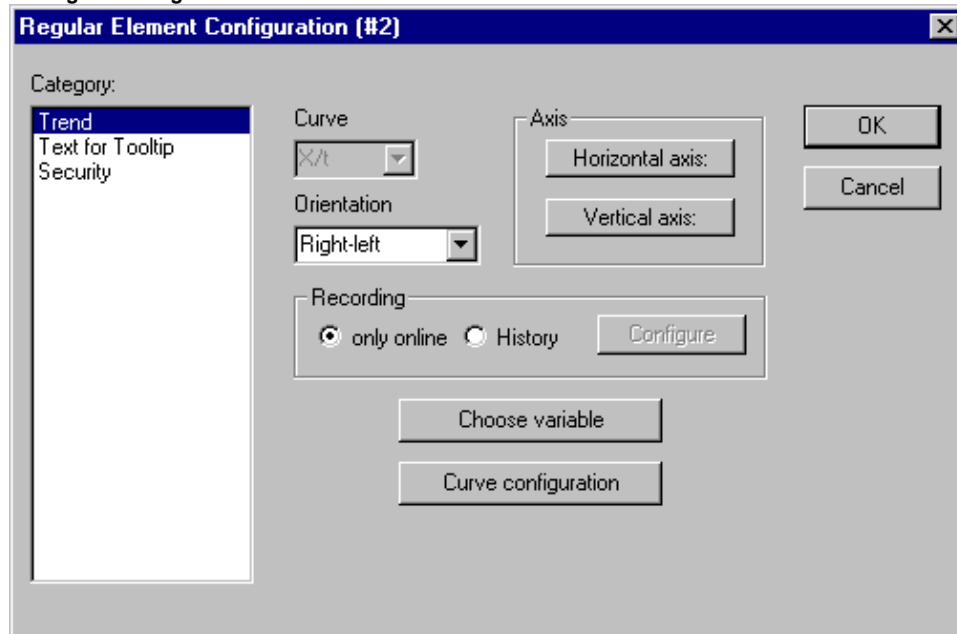 Regular Element Configuration (#2)
Category:
Trend
Text for Tooltip
Security
Curve
X/t
Orientation
Right-left
Axis
Horizontal axis:
Vertical axis:
OK
Cancel
Recording
only online
History
Configure
Choose variable
Curve configuration